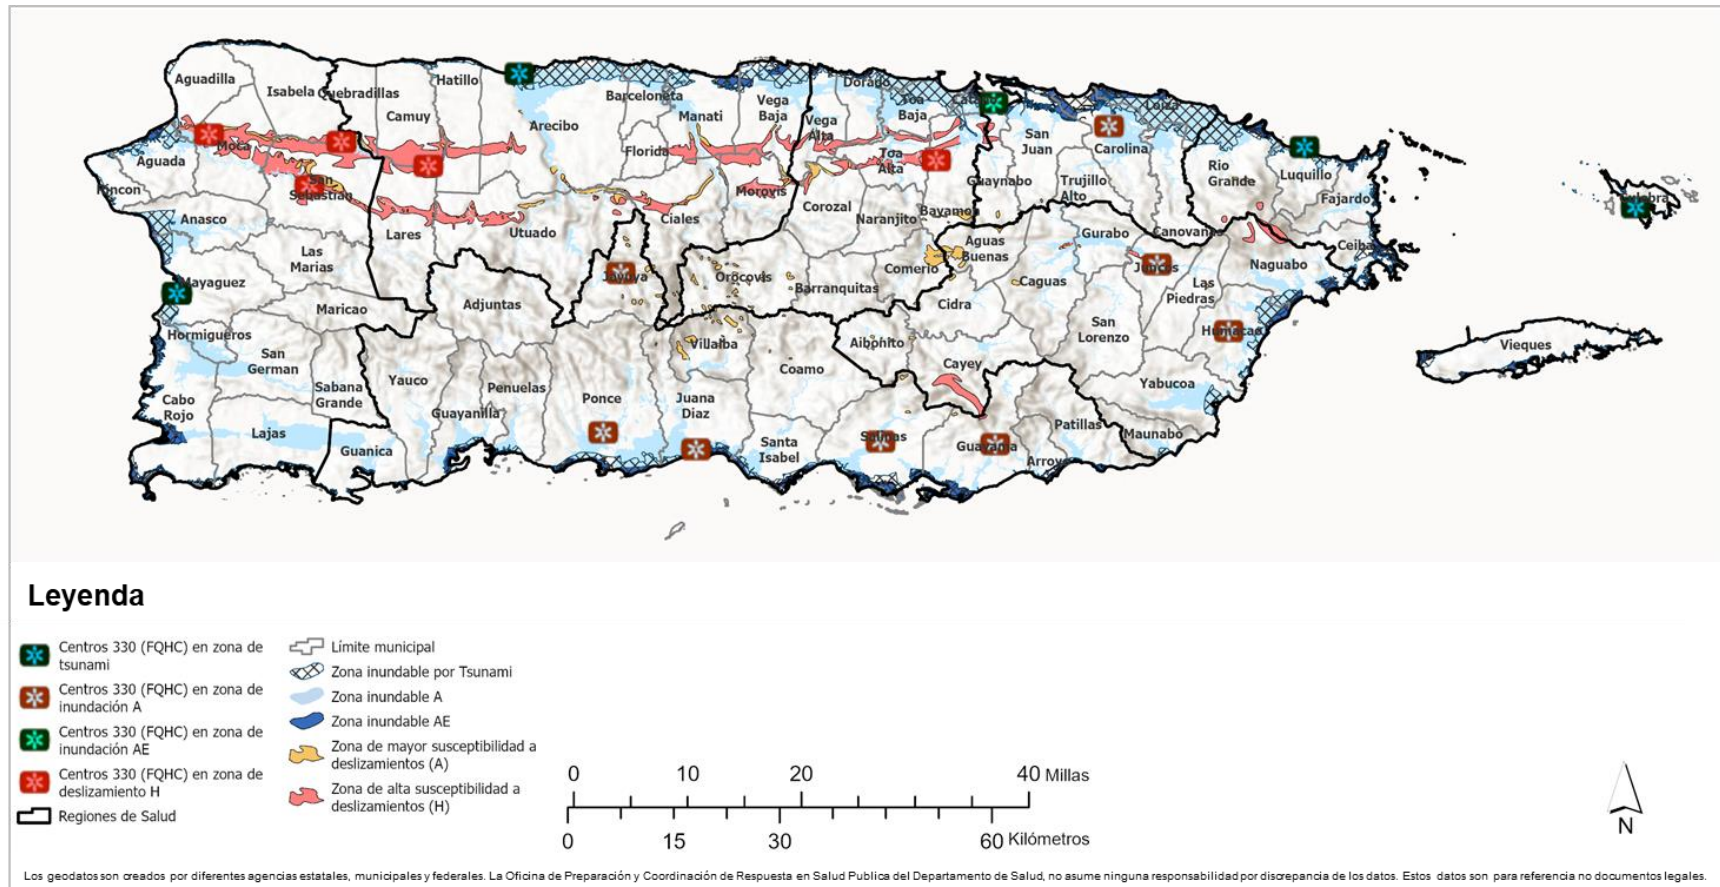 Aguadilla
Isabela
Quebradillas
Camuy
Hatillo
Arecibo
Barceloneta
Manati
Vega
Baja
Vega
Alta
Dorado
Toa
Baja
Catano
San
Juan
Carolina
Loiza
Rio
Grande
Luquillo
Fajardo
Culebra
Aguada
Moca
Rincon
San
Sebastian
Florida
Morovis
Toa
Alta
Guaynabo
Trujillo
Alto
Anasco
Lares
Utuado
Ciales
Corozal
Naranjito
Bayamon
Aguas
Buenas
Gurabo
Canovanas
Ceiba
Las
Marias
Mayaguez
Jayuya
Orocovis
Barranquitas
Comerio
Caguas
Juncos
Naguabo
Las
Piedras
Maricao
Adjuntas
Cidra
Hormigueros
San
German
Villalba
Aibonito
San
Lorenzo
Humacao
Vieques
Sabana
Grande
Yauco
Penuelas
Coamo
Cayey
Yabucoa
Cabo
Rojo
Lajas
Guanica
Guayanilla
Ponce
Juana
Diaz
Santa
Isabel
Salinas
Guayama
Patillas
Arroyo
Maunabo
Leyenda
Centros 330 (FQHC) en zona de
tsunami
Centros 330 (FQHC) en zona de
inundación A
Centros 330 (FQHC) en zona de
inundación AE
Centros 330 (FQHC) en zona de
deslizamiento H
Regiones de Salud
Límite municipal
Zona inundable por Tsunami
Zona inundable A
Zona inundable AE
Zona de mayor susceptibilidad a
deslizamientos (A)
Zona de alta susceptibilidad a
deslizamientos (H)
0 10 20 40 Millas
0 15 30 60 Kilómetros
N
Los geodatos son creados por diferentes agencias estatales, municipales y federales. La Oficina de Preparación y Coordinación de Respuesta en Salud Publica del Departamento de Salud, no asume ninguna responsabilidad por discrepancia de los datos. Estos datos son para referencia no documentos legales.